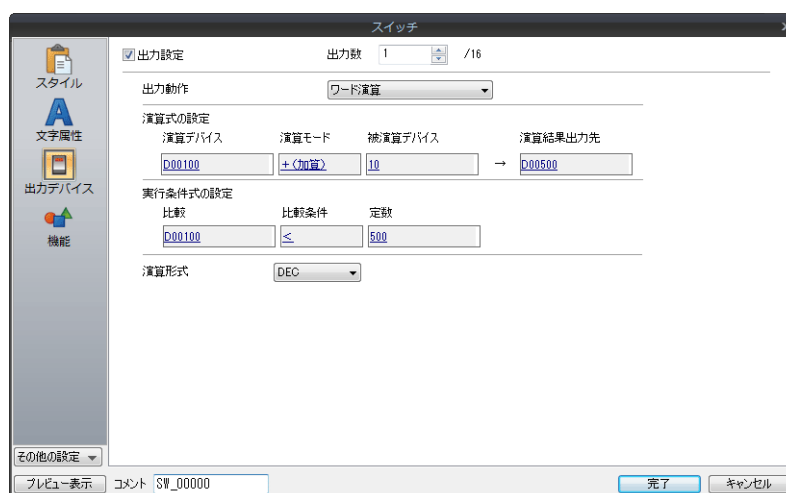 スイッチ
スタイル
文字属性
出力デバイス
機能
その他の設定
出力設定 出力数 1 /16
出力動作 ワード演算
演算式の設定
演算デバイス 演算モード 被演算デバイス 演算結果出力先
D00100 +(加算) 10 → D00500
実行条件式の設定
比較 比較条件 定数
D00100 < 500
演算形式 DEC
プレビュー表示 コメント SW_00000 完了 キャンセル